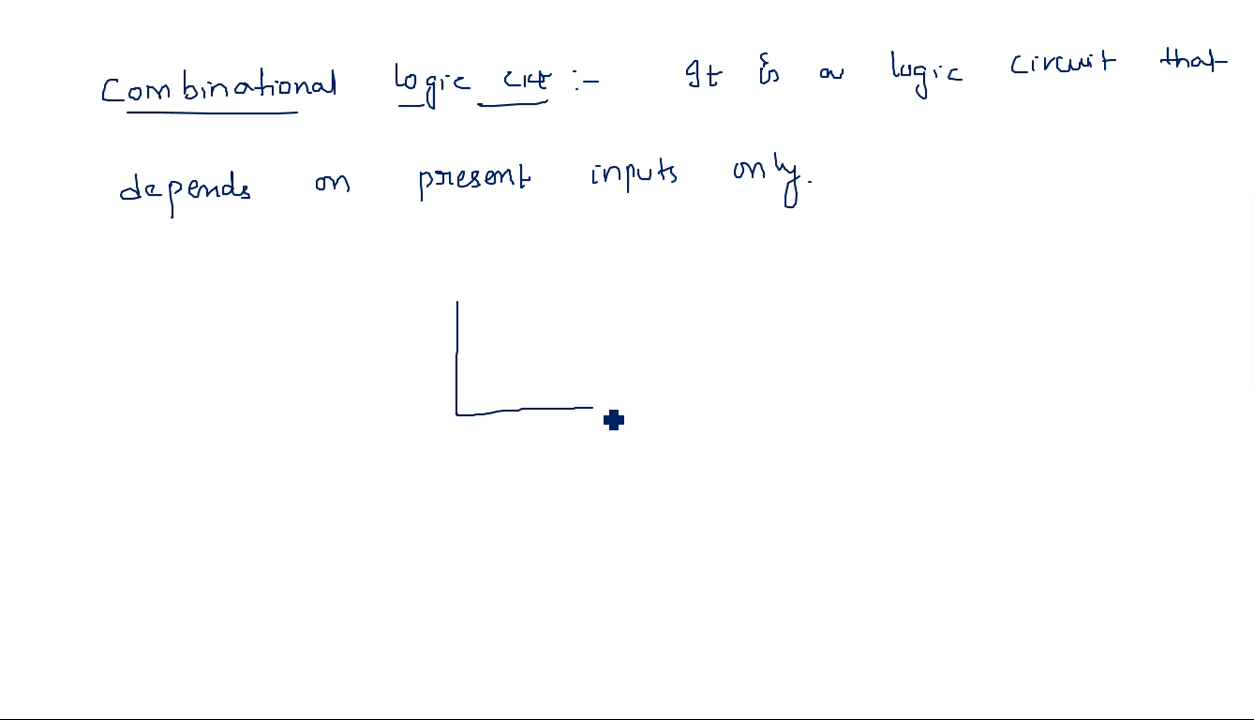 Combinational logic ckt :- It is a logic circuit that
depends on present inputs only.